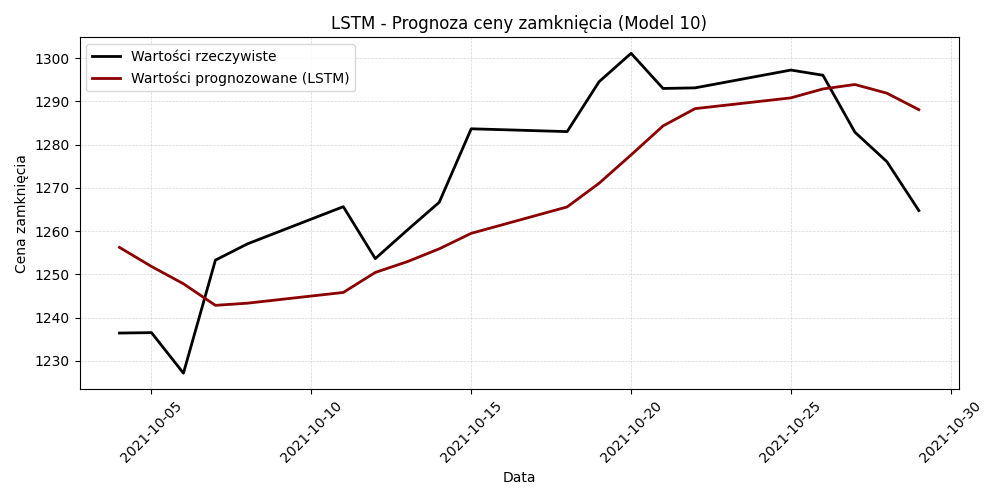 LSTM - Prognoza ceny zamknięcia (Model 10)
Wartości rzeczywiste
Wartości prognozowane (LSTM)
Cena zamknięcia
1300
1290
1280
1270
1260
1250
1240
1230
2021-10-05
2021-10-10
2021-10-15
2021-10-20
2021-10-25
2021-10-30
Data